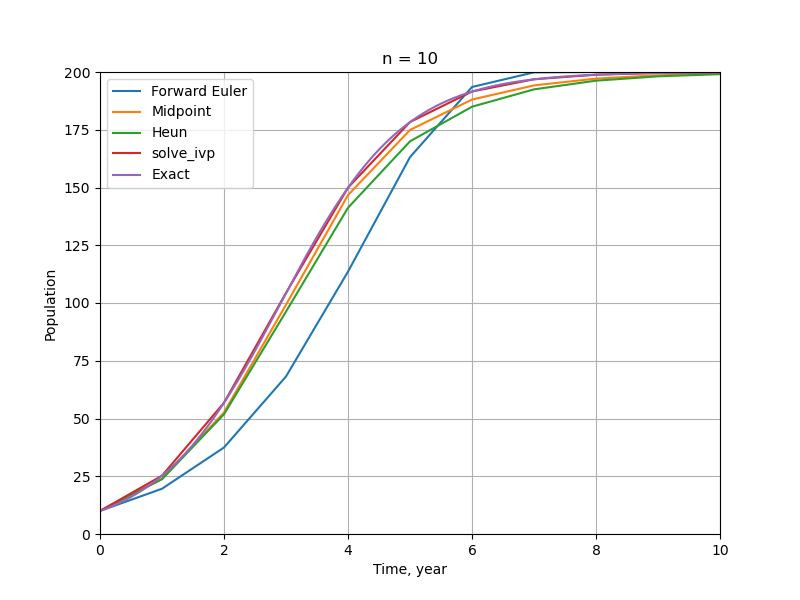 n = 10
Forward Euler
Midpoint
Heun
solve_ivp
Exact
200
175
150
125
100
75
50
25
0
Population
0 2 4 6 8 10
Time, year